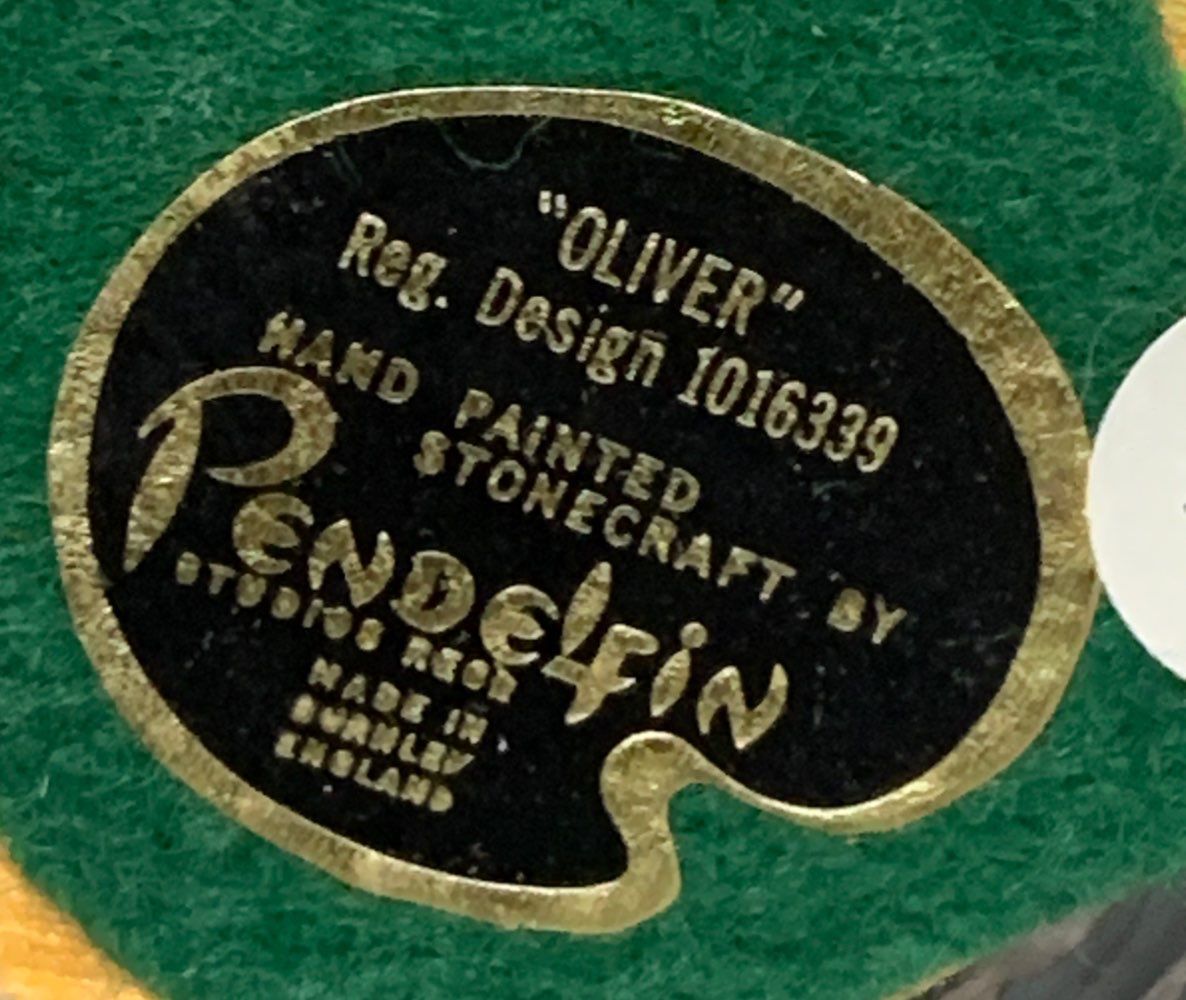 "OLIVER"
Reg. Design 1016339
HAND PAINTED
STONECRAFT BY
PENDELFIN
STUDIOS REGD
MADE IN
BURNLEY
ENGLAND